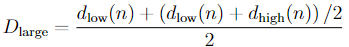 D_large = (d_low(n) + (d_low(n) + d_high(n)) /2) / 2